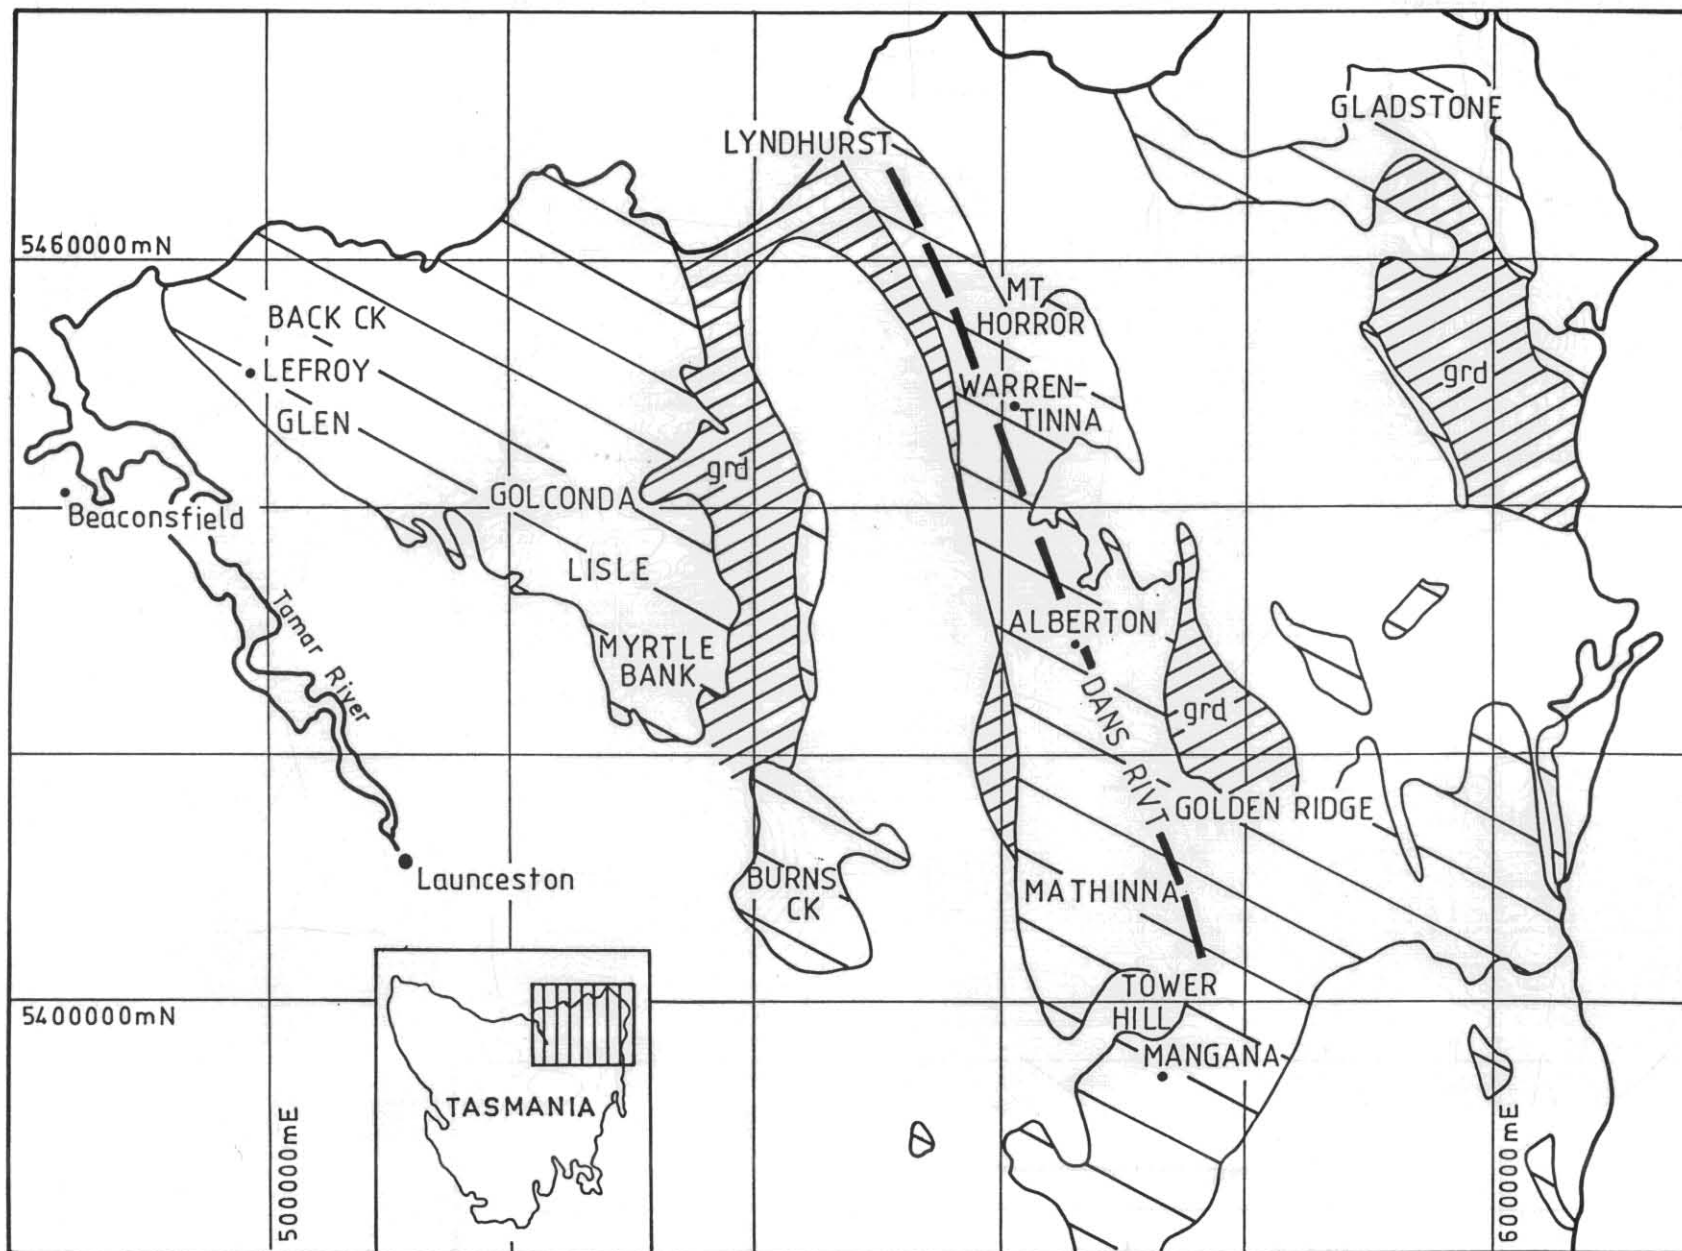 GLADSTONE
LYNDHURST
5460000mN
MT
HORROR
BACK CK
LEFROY
GLEN
WARREN-
TINNA
grd
grd
GOLCONDA
Beaconsfield
LISLE
Tamar River
ALBERTON
MYRTLE
BANK
DANS RIVT
grd
GOLDEN RIDGE
Launceston
BURNS
CK
MATHINNA
TOWER
HILL
5400000mN
MANGANA
TASMANIA
500000mE
600000mE